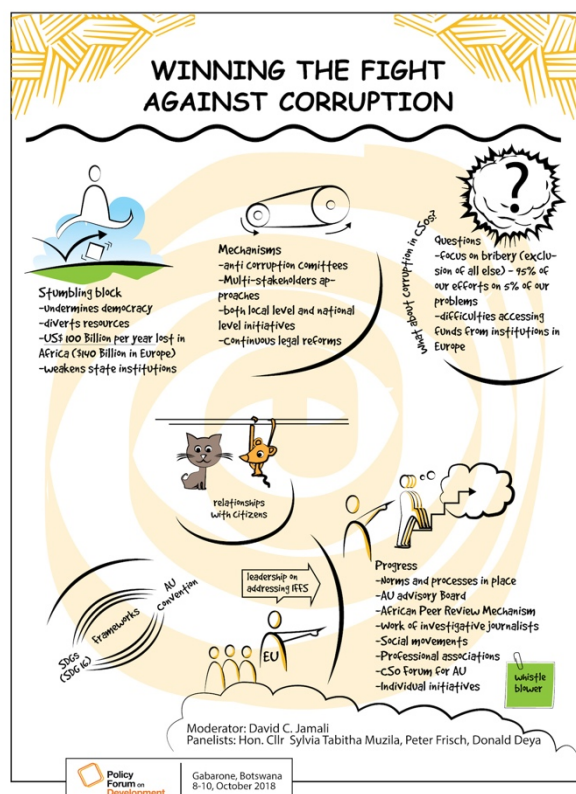 WINNING THE FIGHT
AGAINST CORRUPTION
Stumbling block
-undermines democracy
-diverts resources
-US$ 100 Billion per year lost in
Africa ($140 Billion in Europe)
-weakens state institutions
Mechanisms
-anti corruption comittees
-Multi-stakeholders ap-
proaches
-both local level and national
level initiatives
-continuous legal reforms
?
What about corruption in CSOs?
Questions
-focus on bribery (exclu-
sion of all else) - 95% of
our efforts on 5% of our
problems
-difficulties accessing
funds from institutions in
Europe
relationships
with citizens
SDGs
(SDG 16)
frameworks
AU
convention
leadership on
addressing IFFS
EU
Progress
-Norms and processes in place
-AU advisory Board
-African Peer Review Mechanism
-Work of investigative journalists
-Social movements
-Professional associations
-CSO Forum for AU
-Individual initiatives
whistle
blower
Moderator: David C. Jamali
Panelists: Hon. Cllr Sylvia Tabitha Muzila, Peter Frisch, Donald Deya
Policy
Forum on
Development
Gabarone, Botswana
8-10, October 2018